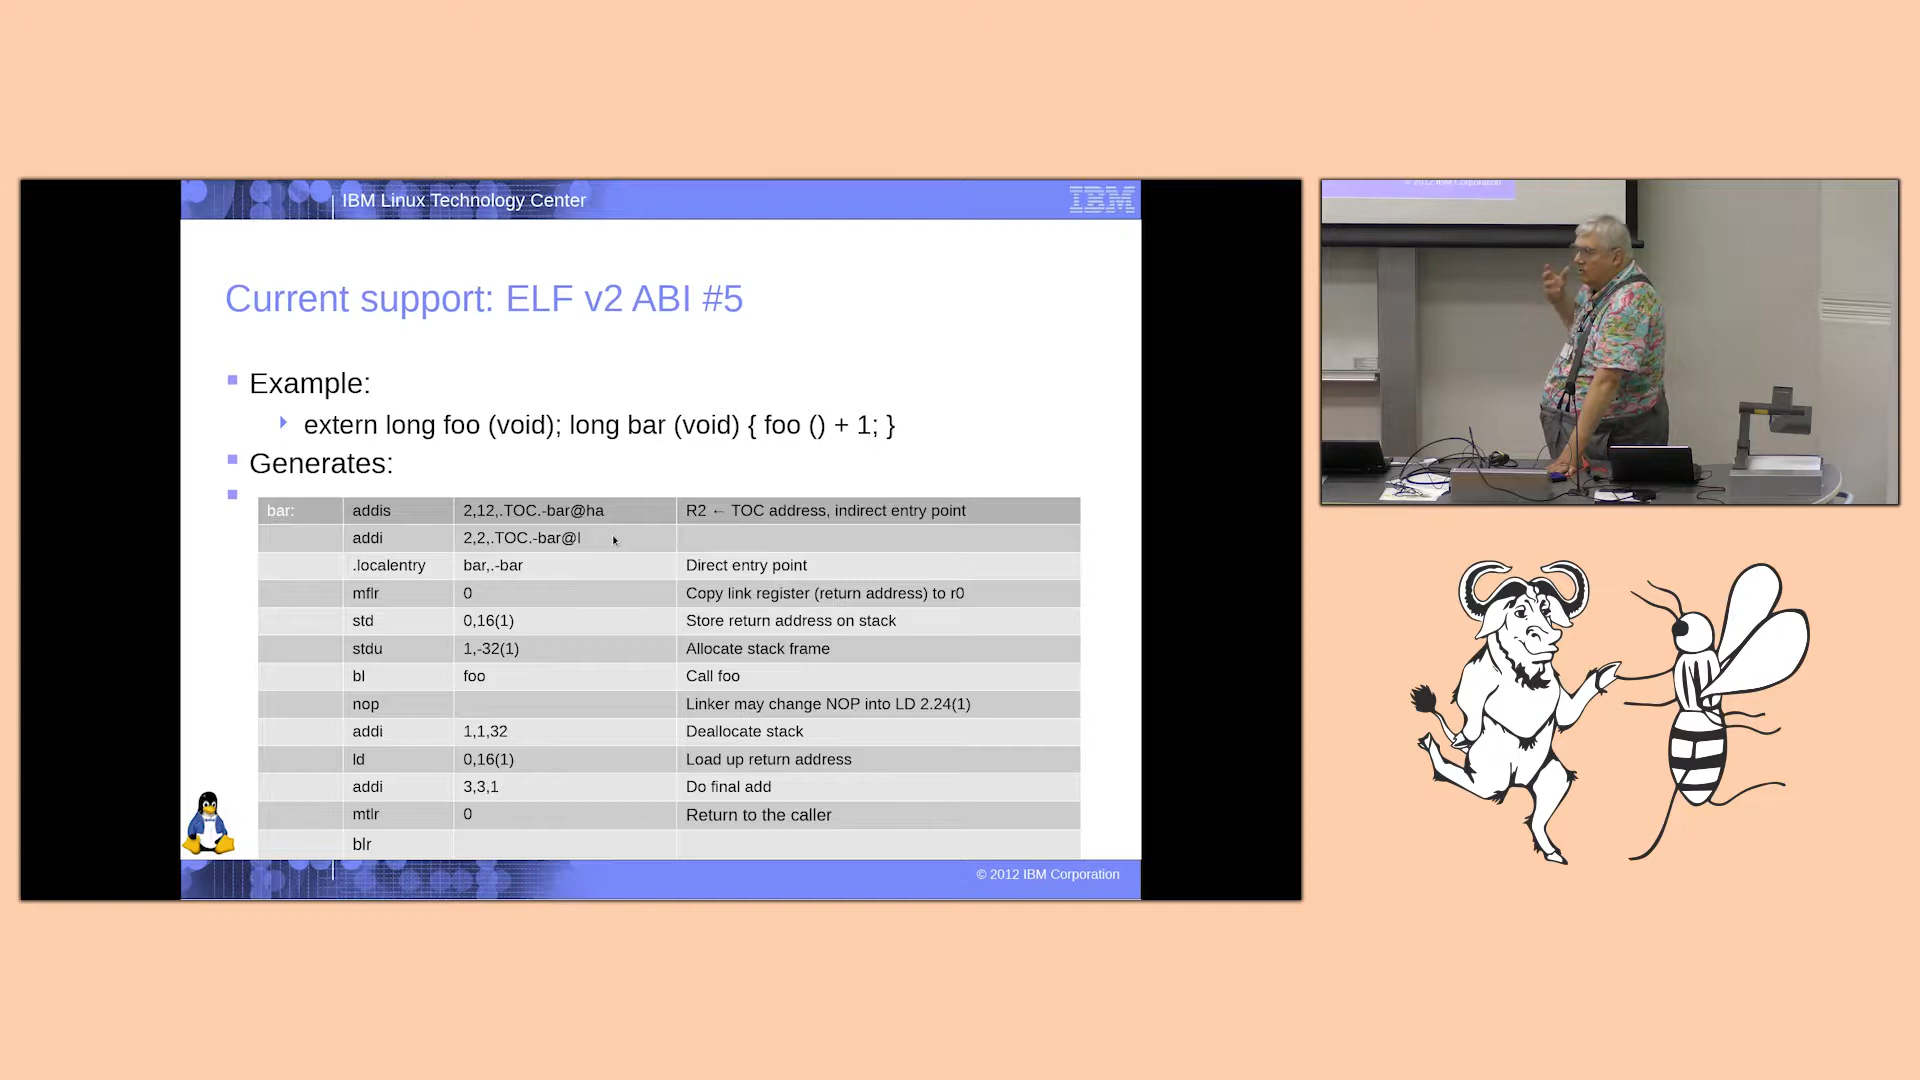 IBM Linux Technology Center
IBM
Current support: ELF v2 ABI #5
Example:
extern long foo (void); long bar (void) { foo () + 1; }
Generates:
bar: addis 2,12,.TOC.-bar@ha R2 ← TOC address, indirect entry point
addi 2,2,.TOC.-bar@l
.localentry bar,.-bar Direct entry point
mflr 0 Copy link register (return address) to r0
std 0,16(1) Store return address on stack
stdu 1,-32(1) Allocate stack frame
bl foo Call foo
nop Linker may change NOP into LD 2.24(1)
addi 1,1,32 Deallocate stack
ld 0,16(1) Load up return address
addi 3,3,1 Do final add
mtlr 0 Return to the caller
blr
© 2012 IBM Corporation
© 2012 IBM Corporation